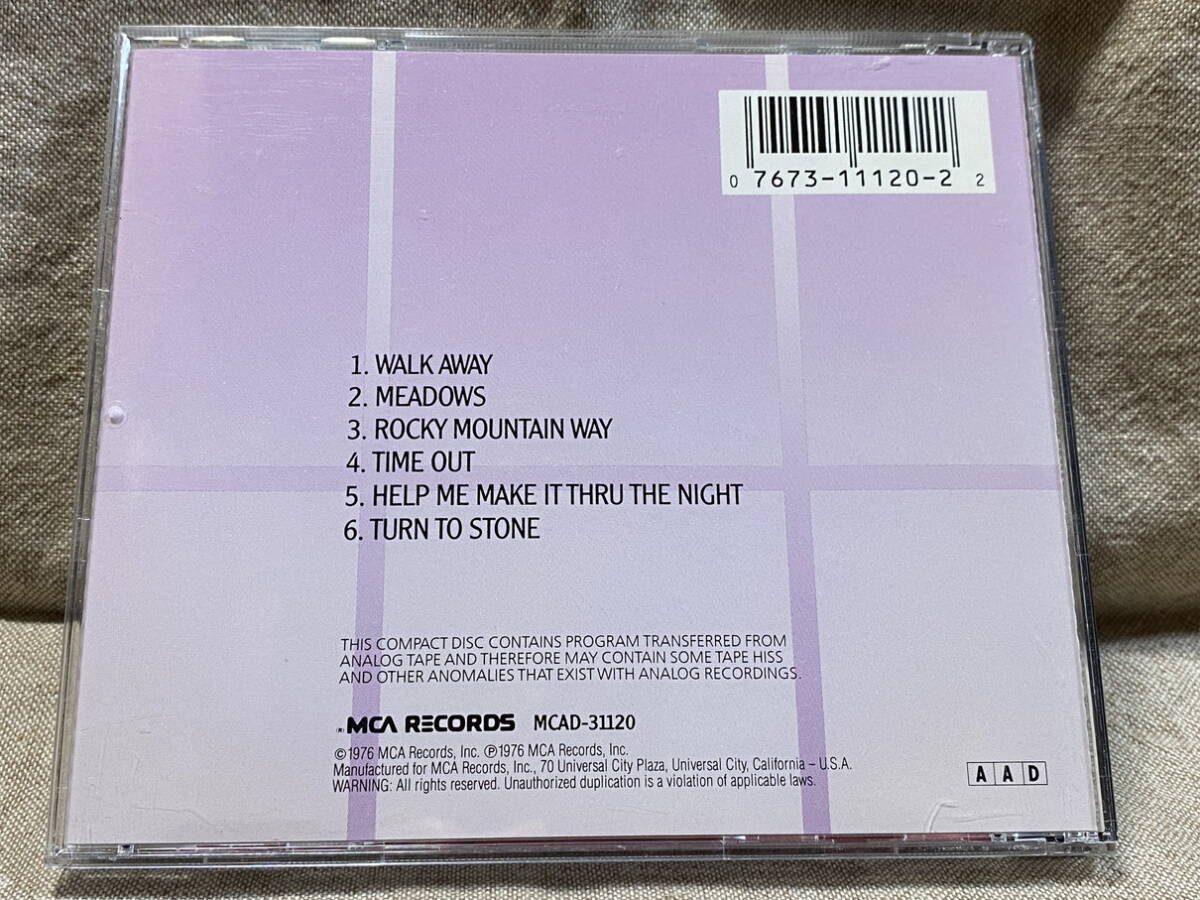 0 7673-11120-2 2
1. WALK AWAY
2. MEADOWS
3. ROCKY MOUNTAIN WAY
4. TIME OUT
5. HELP ME MAKE IT THRU THE NIGHT
6. TURN TO STONE
THIS COMPACT DISC CONTAINS PROGRAM TRANSFERRED FROM
ANALOG TAPE AND THEREFORE MAY CONTAIN SOME TAPE HISS
AND OTHER ANOMALIES THAT EXIST WITH ANALOG RECORDINGS.
(R) MCA RECORDS MCAD-31120
©1976 MCA Records, Inc. ℗1976 MCA Records, Inc.
Manufactured for MCA Records, Inc., 70 Universal City Plaza, Universal City, California – U.S.A.
WARNING: All rights reserved. Unauthorized duplication is a violation of applicable laws.
A A D